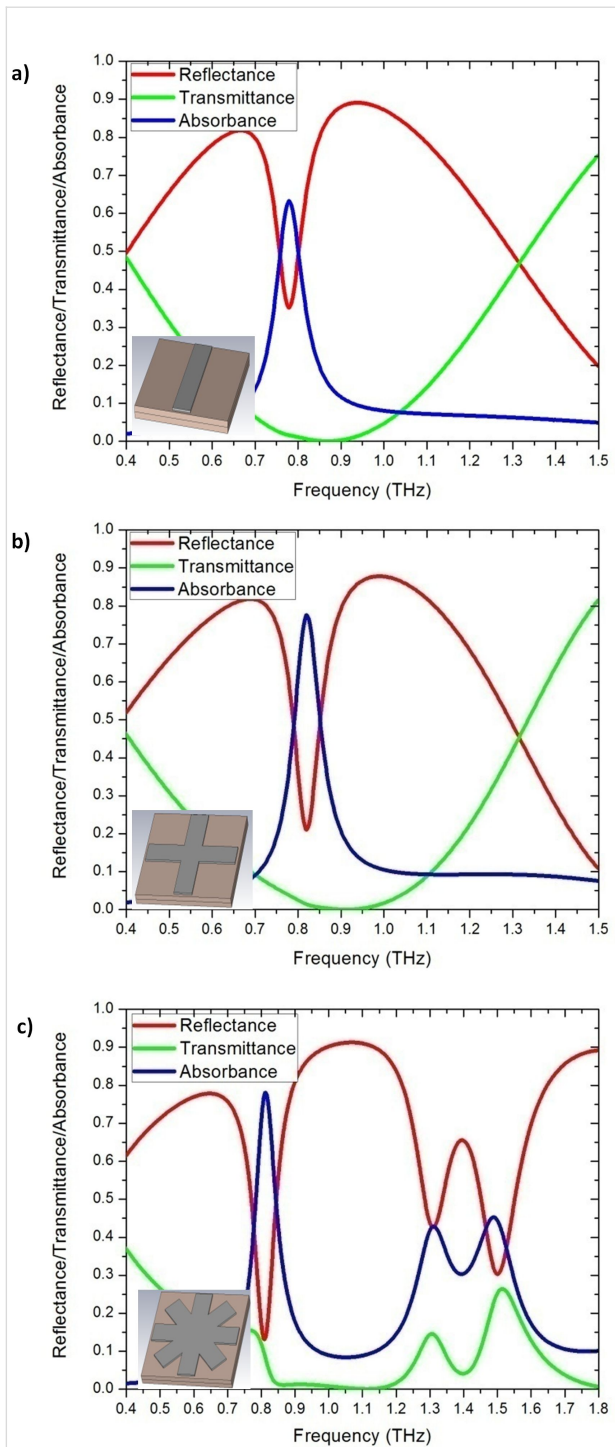 a)
Reflectance/Transmittance/Absorbance
1.0
0.9
0.8
0.7
0.6
0.5
0.4
0.3
0.2
0.1
0.0
Reflectance
Transmittance
Absorbance
0.4 0.5 0.6 0.7 0.8 0.9 1.0 1.1 1.2 1.3 1.4 1.5
Frequency (THz)
b)
Reflectance/Transmittance/Absorbance
1.0
0.9
0.8
0.7
0.6
0.5
0.4
0.3
0.2
0.1
0.0
Reflectance
Transmittance
Absorbance
0.4 0.5 0.6 0.7 0.8 0.9 1.0 1.1 1.2 1.3 1.4 1.5
Frequency (THz)
c)
Reflectance/Transmittance/Absorbance
1.0
0.9
0.8
0.7
0.6
0.5
0.4
0.3
0.2
0.1
0.0
Reflectance
Transmittance
Absorbance
0.4 0.5 0.6 0.7 0.8 0.9 1.0 1.1 1.2 1.3 1.4 1.5 1.6 1.7 1.8
Frequency (THz)